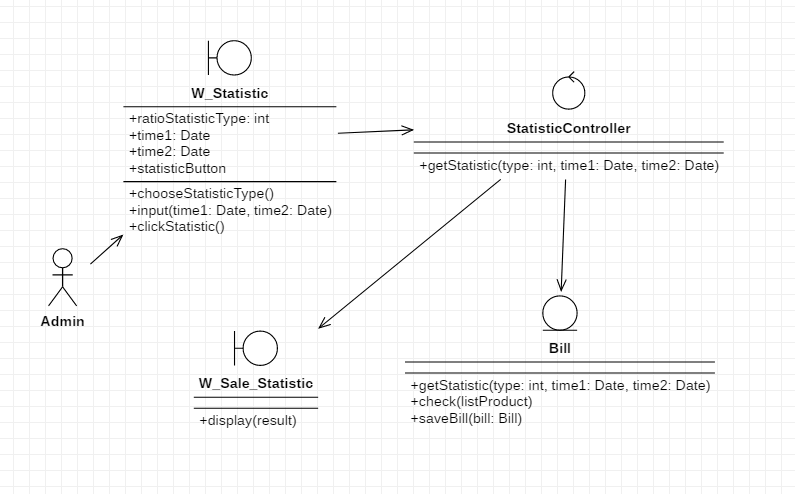 W_Statistic
+ratioStatisticType: int
+time1: Date
+time2: Date
+statisticButton
+chooseStatisticType()
+input(time1: Date, time2: Date)
+clickStatistic()
StatisticController
+getStatistic(type: int, time1: Date, time2: Date)
Admin
W_Sale_Statistic
+display(result)
Bill
+getStatistic(type: int, time1: Date, time2: Date)
+check(listProduct)
+saveBill(bill: Bill)